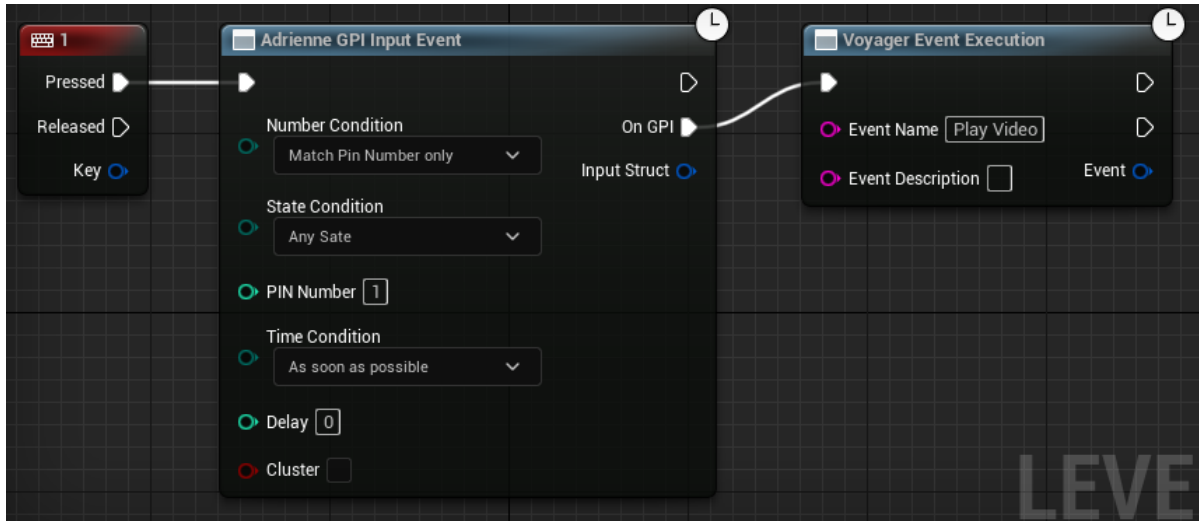 1
Pressed
Released
Key
Adrienne GPI Input Event
Number Condition
Match Pin Number only
State Condition
Any Sate
PIN Number 1
Time Condition
As soon as possible
Delay 0
Cluster
On GPI
Input Struct
Voyager Event Execution
Event Name Play Video
Event Description
Event
LEVE